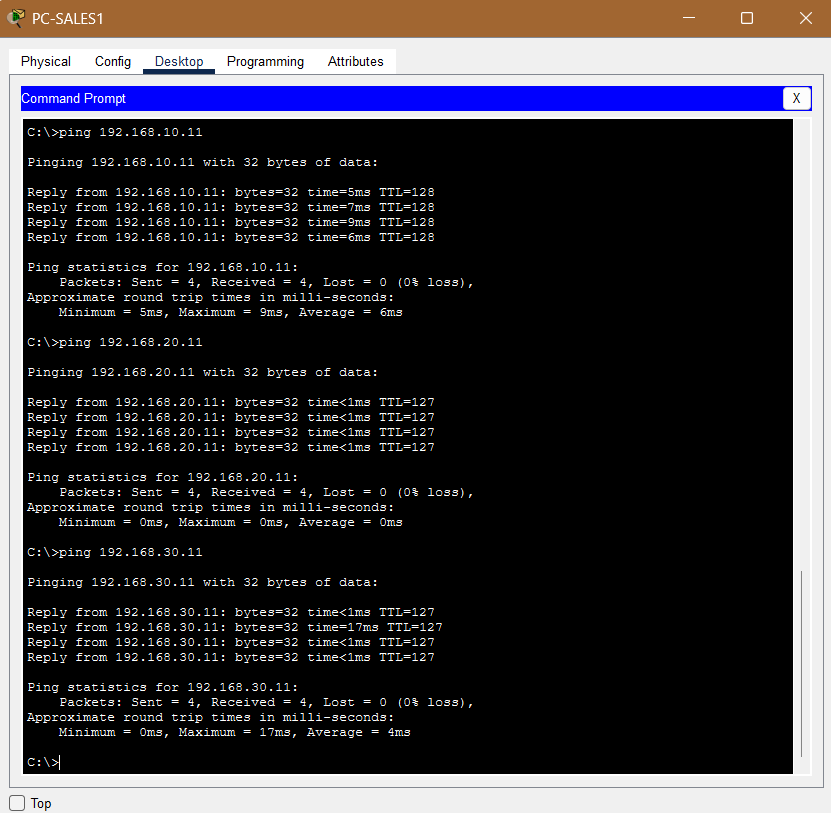 PC-SALES1
Physical Config Desktop Programming Attributes
Command Prompt X
C:\>ping 192.168.10.11
Pinging 192.168.10.11 with 32 bytes of data:
Reply from 192.168.10.11: bytes=32 time=5ms TTL=128
Reply from 192.168.10.11: bytes=32 time=7ms TTL=128
Reply from 192.168.10.11: bytes=32 time=9ms TTL=128
Reply from 192.168.10.11: bytes=32 time=6ms TTL=128
Ping statistics for 192.168.10.11:
Packets: Sent = 4, Received = 4, Lost = 0 (0% loss),
Approximate round trip times in milli-seconds:
Minimum = 5ms, Maximum = 9ms, Average = 6ms
C:\>ping 192.168.20.11
Pinging 192.168.20.11 with 32 bytes of data:
Reply from 192.168.20.11: bytes=32 time<1ms TTL=127
Reply from 192.168.20.11: bytes=32 time<1ms TTL=127
Reply from 192.168.20.11: bytes=32 time<1ms TTL=127
Reply from 192.168.20.11: bytes=32 time<1ms TTL=127
Ping statistics for 192.168.20.11:
Packets: Sent = 4, Received = 4, Lost = 0 (0% loss),
Approximate round trip times in milli-seconds:
Minimum = 0ms, Maximum = 0ms, Average = 0ms
C:\>ping 192.168.30.11
Pinging 192.168.30.11 with 32 bytes of data:
Reply from 192.168.30.11: bytes=32 time<1ms TTL=127
Reply from 192.168.30.11: bytes=32 time=17ms TTL=127
Reply from 192.168.30.11: bytes=32 time<1ms TTL=127
Reply from 192.168.30.11: bytes=32 time<1ms TTL=127
Ping statistics for 192.168.30.11:
Packets: Sent = 4, Received = 4, Lost = 0 (0% loss),
Approximate round trip times in milli-seconds:
Minimum = 0ms, Maximum = 17ms, Average = 4ms
C:\>
Top